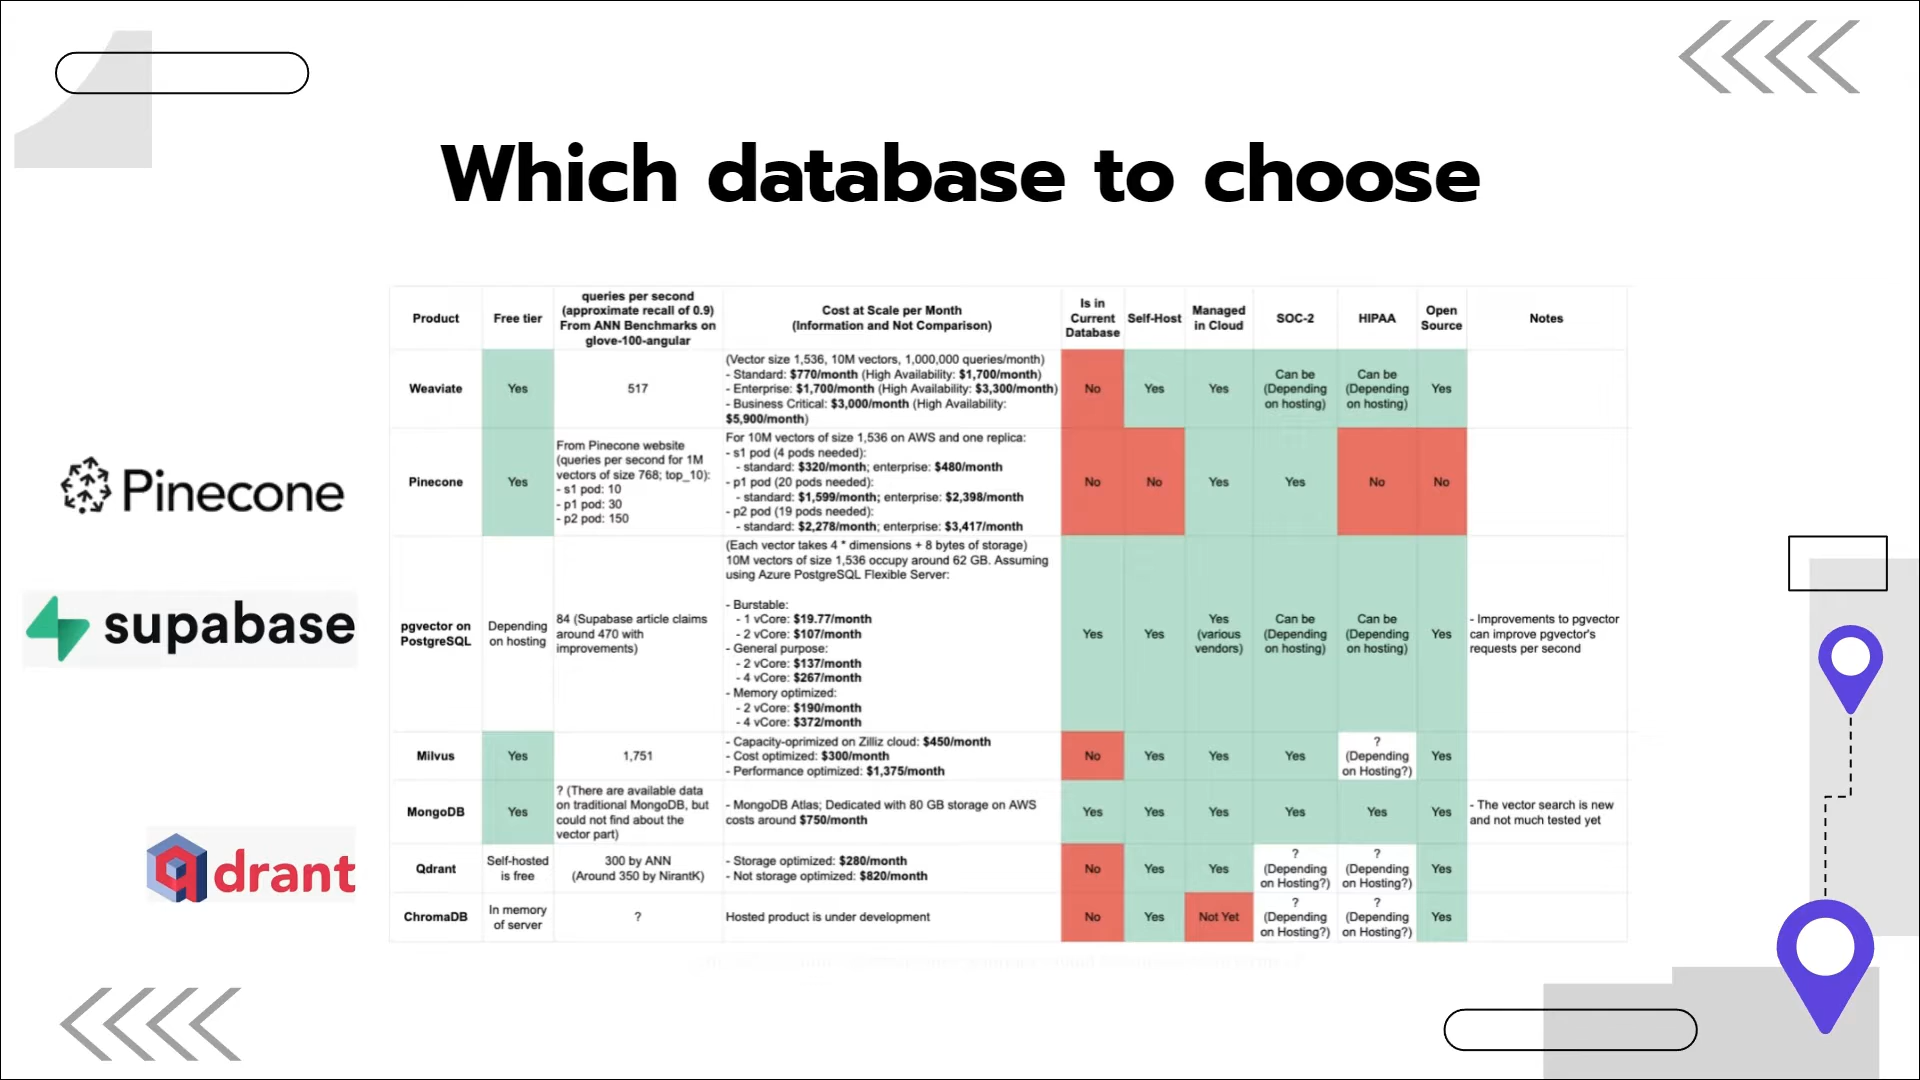 Which database to choose
Product
Free tier
queries per second
(approximate recall of 0.9)
From ANN Benchmarks on
glove-100-angular
Cost at Scale per Month
(Information and Not Comparison)
Is in
Current
Database
Self-Host
Managed
in Cloud
SOC-2
HIPAA
Open
Source
Notes
Weaviate
Yes
517
(Vector size 1,536, 10M vectors, 1,000,000 queries/month)
- Standard: $770/month (High Availability: $1,700/month)
- Enterprise: $1,700/month (High Availability: $3,300/month)
- Business Critical: $3,000/month (High Availability:
$5,900/month)
No
Yes
Yes
Can be
(Depending
on hosting)
Can be
(Depending
on hosting)
Yes
Pinecone
Pinecone
Yes
From Pinecone website
(queries per second for 1M
vectors of size 768; top_10):
- s1 pod: 10
- p1 pod: 30
- p2 pod: 150
For 10M vectors of size 1,536 on AWS and one replica:
- s1 pod (4 pods needed):
- standard: $320/month; enterprise: $480/month
- p1 pod (20 pods needed):
- standard: $1,599/month; enterprise: $2,398/month
- p2 pod (19 pods needed):
- standard: $2,278/month; enterprise: $3,417/month
No
No
Yes
Yes
No
No
supabase
pgvector on
PostgreSQL
Depending
on hosting
84 (Supabase article claims
around 470 with
improvements)
(Each vector takes 4 * dimensions + 8 bytes of storage)
10M vectors of size 1,536 occupy around 62 GB. Assuming
using Azure PostgreSQL Flexible Server:
- Burstable:
- 1 vCore: $19.77/month
- 2 vCore: $107/month
- General purpose:
- 2 vCore: $137/month
- 4 vCore: $267/month
- Memory optimized:
- 2 vCore: $190/month
- 4 vCore: $372/month
Yes
Yes
Yes
(various
vendors)
Can be
(Depending
on hosting)
Can be
(Depending
on hosting)
Yes
- Improvements to pgvector
can improve pgvector's
requests per second
Milvus
Yes
1,751
- Capacity-oprimized on Zilliz cloud: $450/month
- Cost optimized: $300/month
- Performance optimized: $1,375/month
No
Yes
Yes
Yes
?
(Depending
on Hosting?)
Yes
MongoDB
Yes
? (There are available data
on traditional MongoDB, but
could not find about the
vector part)
- MongoDB Atlas; Dedicated with 80 GB storage on AWS
costs around $750/month
Yes
Yes
Yes
Yes
Yes
Yes
- The vector search is new
and not much tested yet
qdrant
Qdrant
Self-hosted
is free
300 by ANN
(Around 350 by NirantK)
- Storage optimized: $280/month
- Not storage optimized: $820/month
No
Yes
Yes
?
(Depending
on Hosting?)
?
(Depending
on Hosting?)
Yes
ChromaDB
In memory
of server
?
Hosted product is under development
No
Yes
Not Yet
?
(Depending
on Hosting?)
?
(Depending
on Hosting?)
Yes